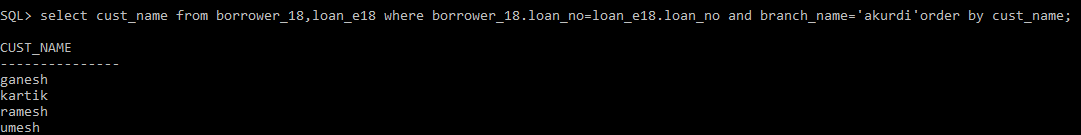 SQL> select cust_name from borrower_18,loan_e18 where borrower_18.loan_no=loan_e18.loan_no and branch_name='akurdi'order by cust_name;
CUST_NAME
---------------
ganesh
kartik
ramesh
umesh